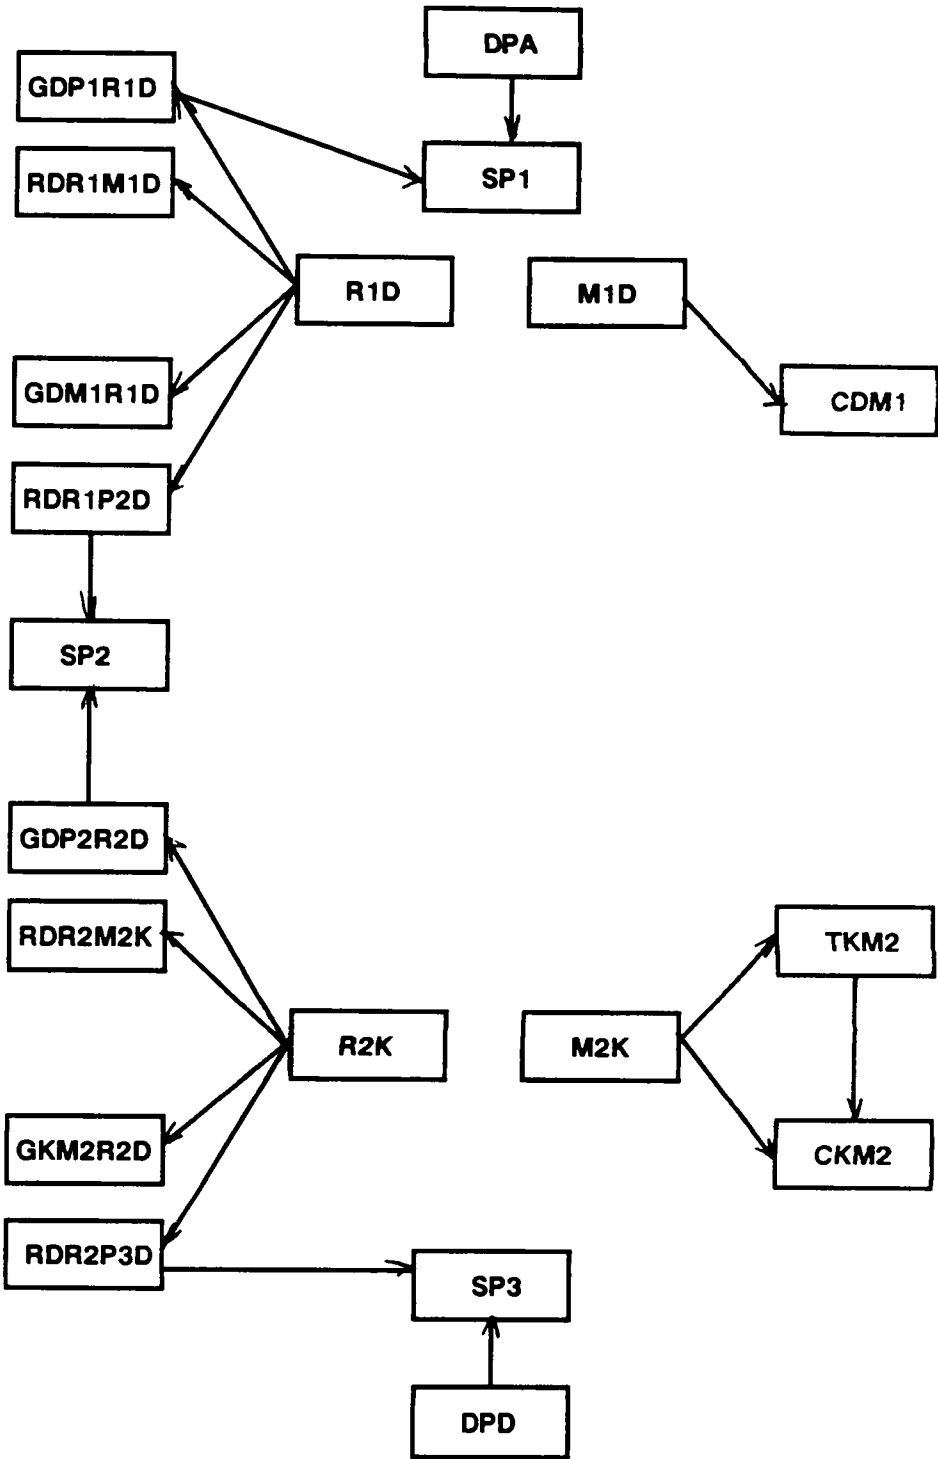 DPA
GDP1R1D
SP1
RDR1M1D
R1D
M1D
GDM1R1D
CDM1
RDR1P2D
SP2
GDP2R2D
RDR2M2K
TKM2
R2K
M2K
GKM2R2D
CKM2
RDR2P3D
SP3
DPD